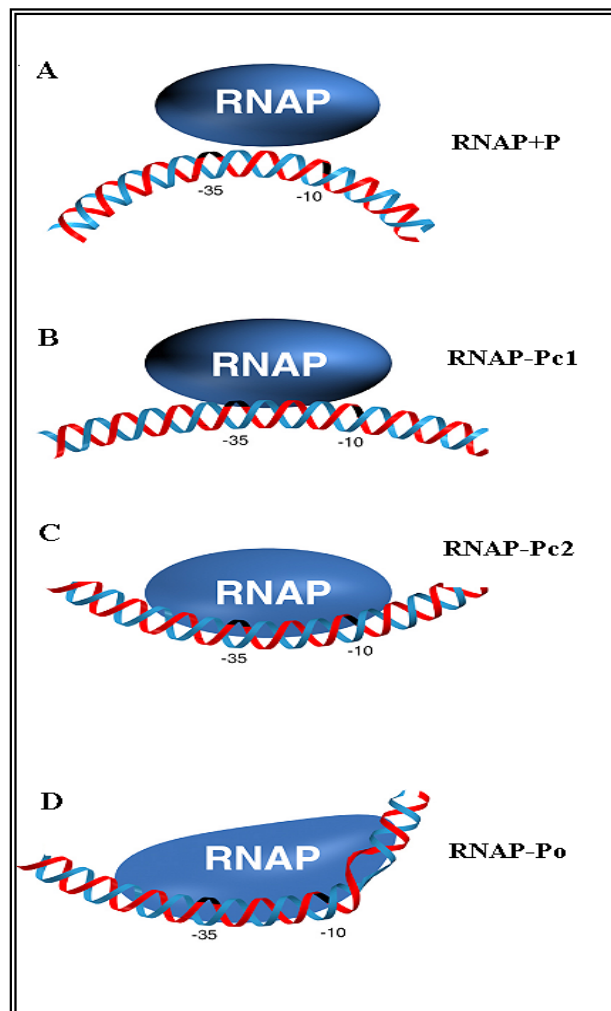 A
RNAP
RNAP+P
-35
-10
B
RNAP
RNAP-Pc1
-35
-10
C
RNAP
RNAP-Pc2
-35
-10
D
RNAP
RNAP-Po
-35
-10